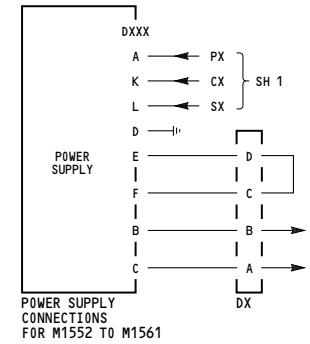 DXXX
A PX
K CX SH 1
L SX
D
POWER
SUPPLY
E D
F C
B B
C A
POWER SUPPLY
CONNECTIONS
FOR M1552 TO M1561
DX